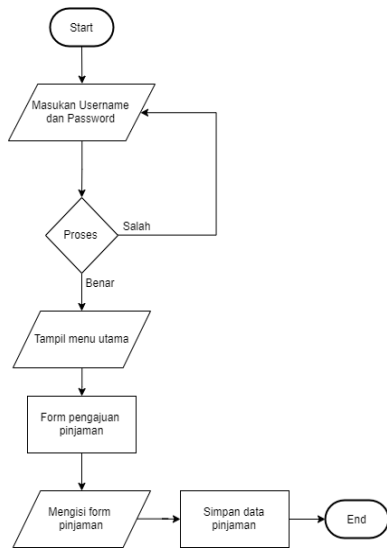 Start
Masukan Username
dan Password
Proses
Salah
Benar
Tampil menu utama
Form pengajuan
pinjaman
Mengisi form
pinjaman
Simpan data
pinjaman
End